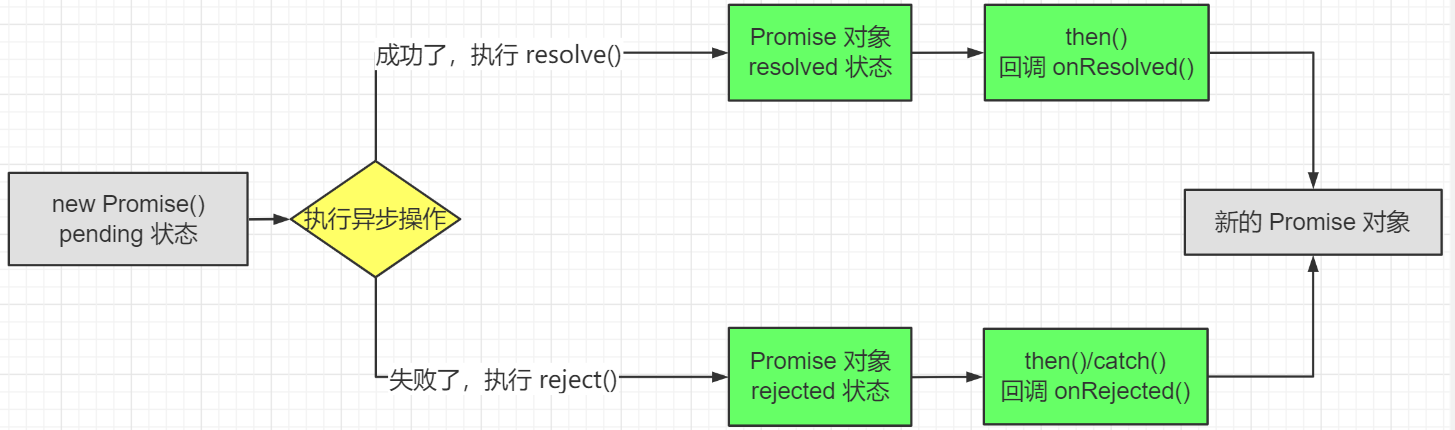 new Promise()
pending 状态
执行异步操作
成功了，执行 resolve()
Promise 对象
resolved 状态
then()
回调 onResolved()
失败了，执行 reject()
Promise 对象
rejected 状态
then()/catch()
回调 onRejected()
新的 Promise 对象